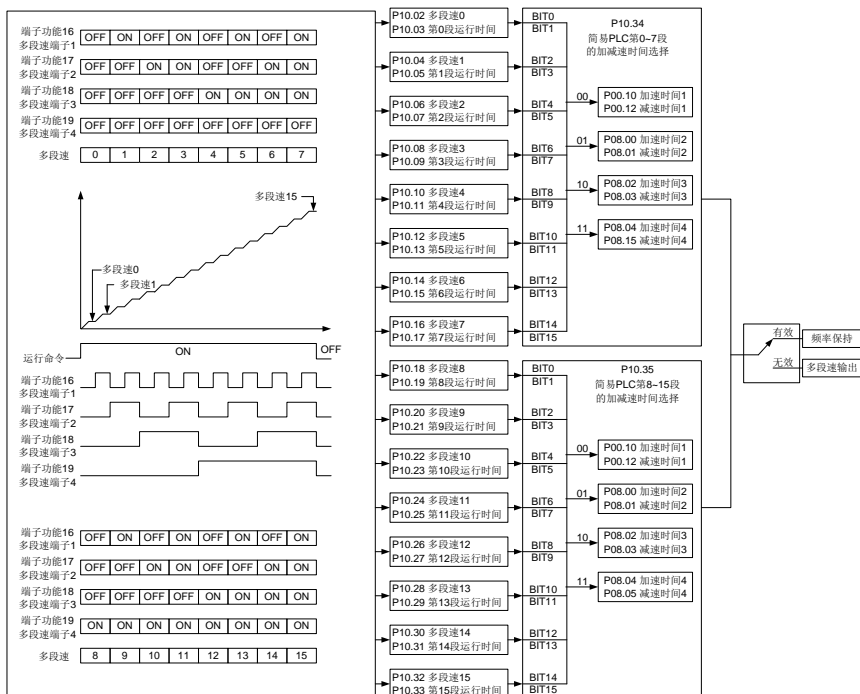 端子功能16
多段速端子1
OFF ON OFF ON OFF ON OFF ON
端子功能17
多段速端子2
OFF OFF ON ON OFF OFF ON ON
端子功能18
多段速端子3
OFF OFF OFF OFF ON ON ON ON
端子功能19
多段速端子4
OFF OFF OFF OFF OFF OFF OFF OFF
多段速 0 1 2 3 4 5 6 7
多段速15
多段速0
多段速1
运行命令
ON
OFF
端子功能16
多段速端子1
端子功能17
多段速端子2
端子功能18
多段速端子3
端子功能19
多段速端子4
端子功能16
多段速端子1
OFF ON OFF ON OFF ON OFF ON
端子功能17
多段速端子2
OFF OFF ON ON OFF OFF ON ON
端子功能18
多段速端子3
OFF OFF OFF OFF ON ON ON ON
端子功能19
多段速端子4
ON ON ON ON ON ON ON ON
多段速 8 9 10 11 12 13 14 15
P10.02 多段速0
P10.03 第0段运行时间
P10.04 多段速1
P10.05 第1段运行时间
P10.06 多段速2
P10.07 第2段运行时间
P10.08 多段速3
P10.09 第3段运行时间
P10.10 多段速4
P10.11 第4段运行时间
P10.12 多段速5
P10.13 第5段运行时间
P10.14 多段速6
P10.15 第6段运行时间
P10.16 多段速7
P10.17 第7段运行时间
P10.18 多段速8
P10.19 第8段运行时间
P10.20 多段速9
P10.21 第9段运行时间
P10.22 多段速10
P10.23 第10段运行时间
P10.24 多段速11
P10.25 第11段运行时间
P10.26 多段速12
P10.27 第12段运行时间
P10.28 多段速13
P10.29 第13段运行时间
P10.30 多段速14
P10.31 第14段运行时间
P10.32 多段速15
P10.33 第15段运行时间
BIT0
BIT1
BIT2
BIT3
BIT4
BIT5
BIT6
BIT7
BIT8
BIT9
BIT10
BIT11
BIT12
BIT13
BIT14
BIT15
P10.34
简易PLC第0~7段
的加减速时间选择
00
P00.10 加速时间1
P00.12 减速时间1
01
P08.00 加速时间2
P08.01 减速时间2
10
P08.02 加速时间3
P08.03 减速时间3
11
P08.04 加速时间4
P08.15 减速时间4
BIT0
BIT1
BIT2
BIT3
BIT4
BIT5
BIT6
BIT7
BIT8
BIT9
BIT10
BIT11
BIT12
BIT13
BIT14
BIT15
P10.35
简易PLC第8~15段
的加减速时间选择
00
P00.10 加速时间1
P00.12 减速时间1
01
P08.00 加速时间2
P08.01 减速时间2
10
P08.02 加速时间3
P08.03 减速时间3
11
P08.04 加速时间4
P08.05 减速时间4
有效
频率保持
无效
多段速输出